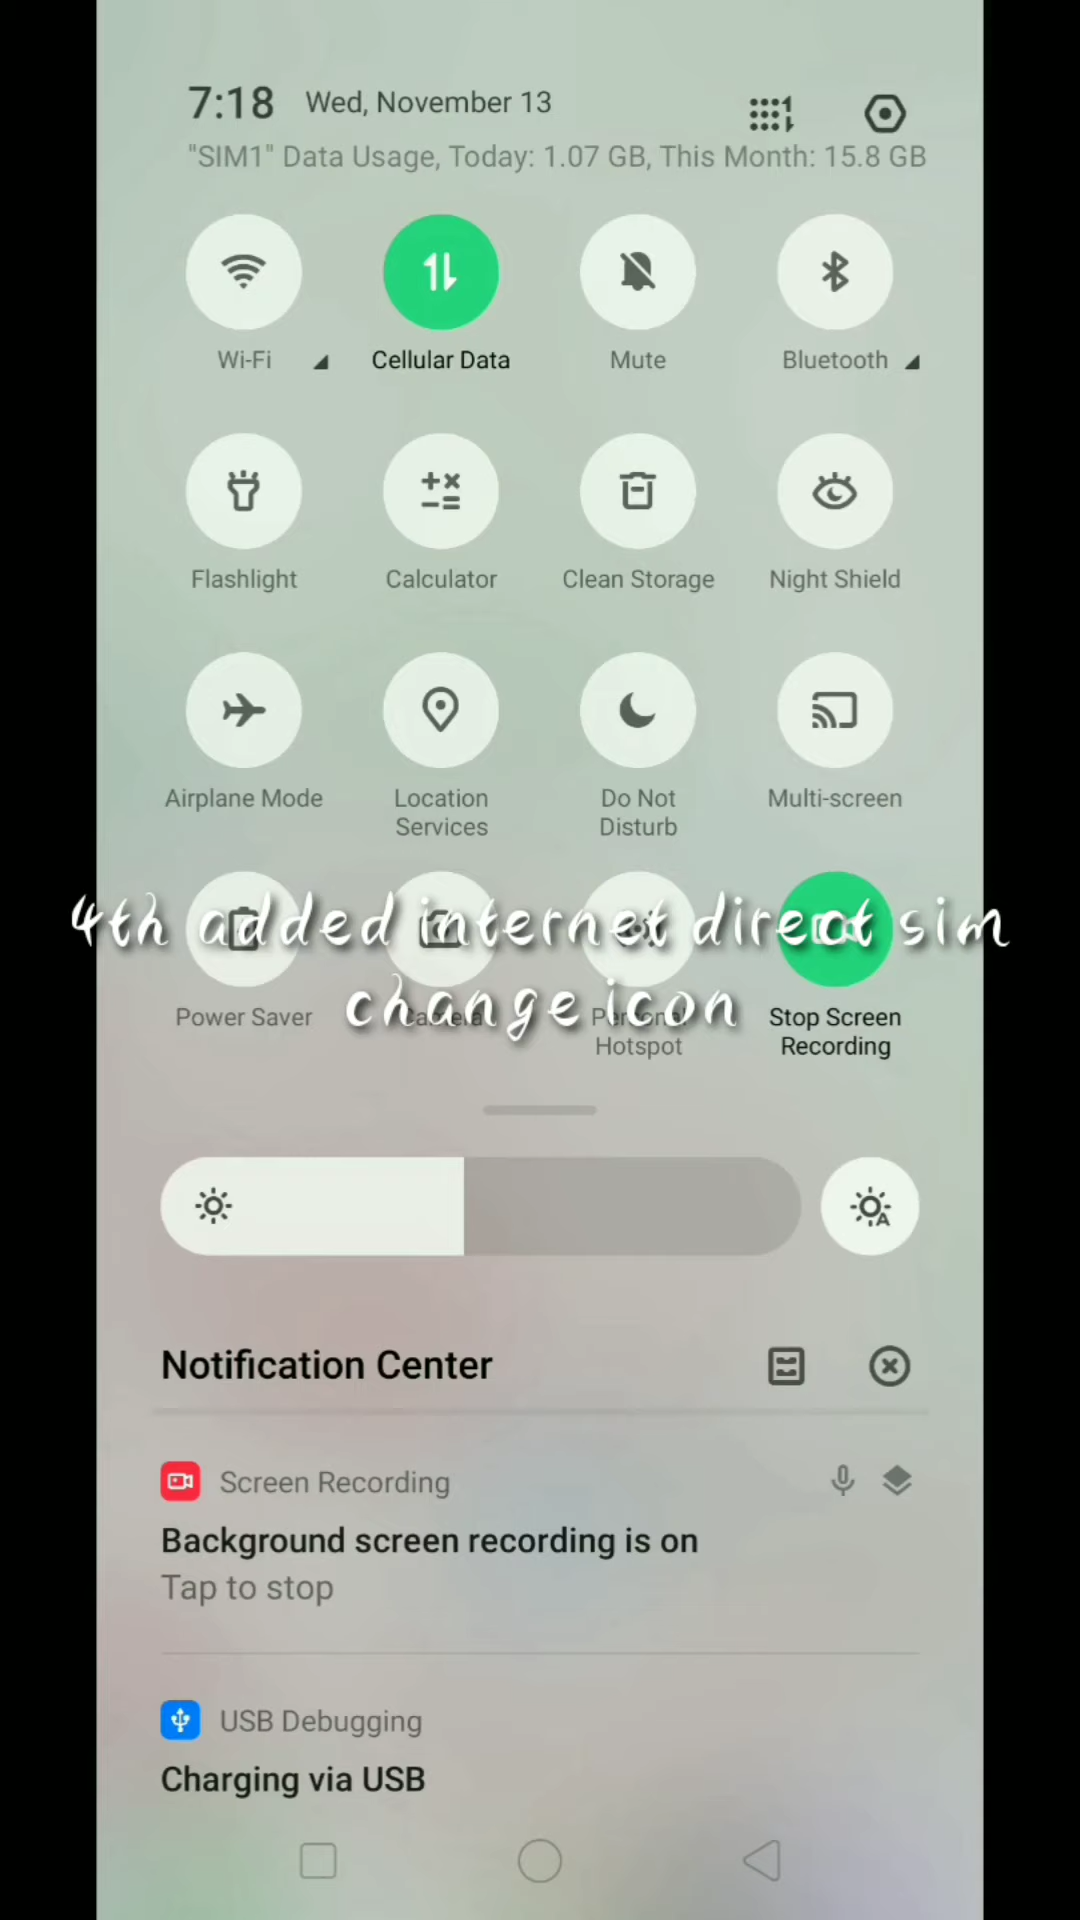 7:18 Wed, November 13
"SIM1" Data Usage, Today: 1.07 GB, This Month: 15.8 GB
Wi-Fi Cellular Data Mute Bluetooth
Flashlight Calculator Clean Storage Night Shield
Airplane Mode Location Services Do Not Disturb Multi-screen
4th added internet direct sim
change icon
Power Saver Camera Personal Hotspot Stop Screen Recording
Notification Center
Screen Recording
Background screen recording is on
Tap to stop
USB Debugging
Charging via USB